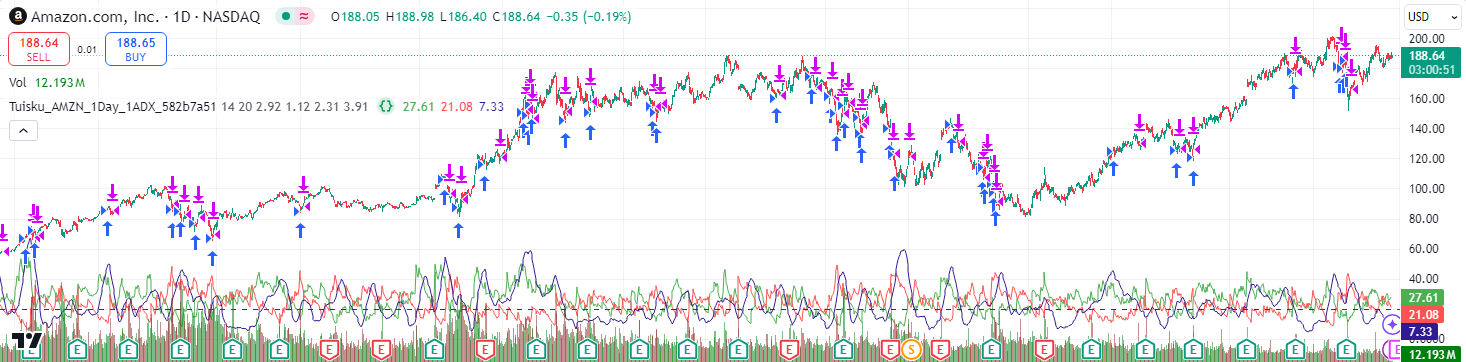 Amazon.com, Inc. · 1D · NASDAQ O188.05 H188.98 L186.40 C188.64 −0.35 (−0.19%)
USD
188.64 0.01 188.65
SELL BUY
Vol 12.193M
Tuisku_AMZN_1Day_1ADX_582b7a51 14 20 2.92 1.12 2.31 3.91 {} 27.61 21.08 7.33
200.00
188.64
03:00:51
160.00
140.00
120.00
100.00
80.00
60.00
40.00
27.61
21.08
7.33
12.193M
E E E E E E E E E E E E E E E E E S E E E E E E E E